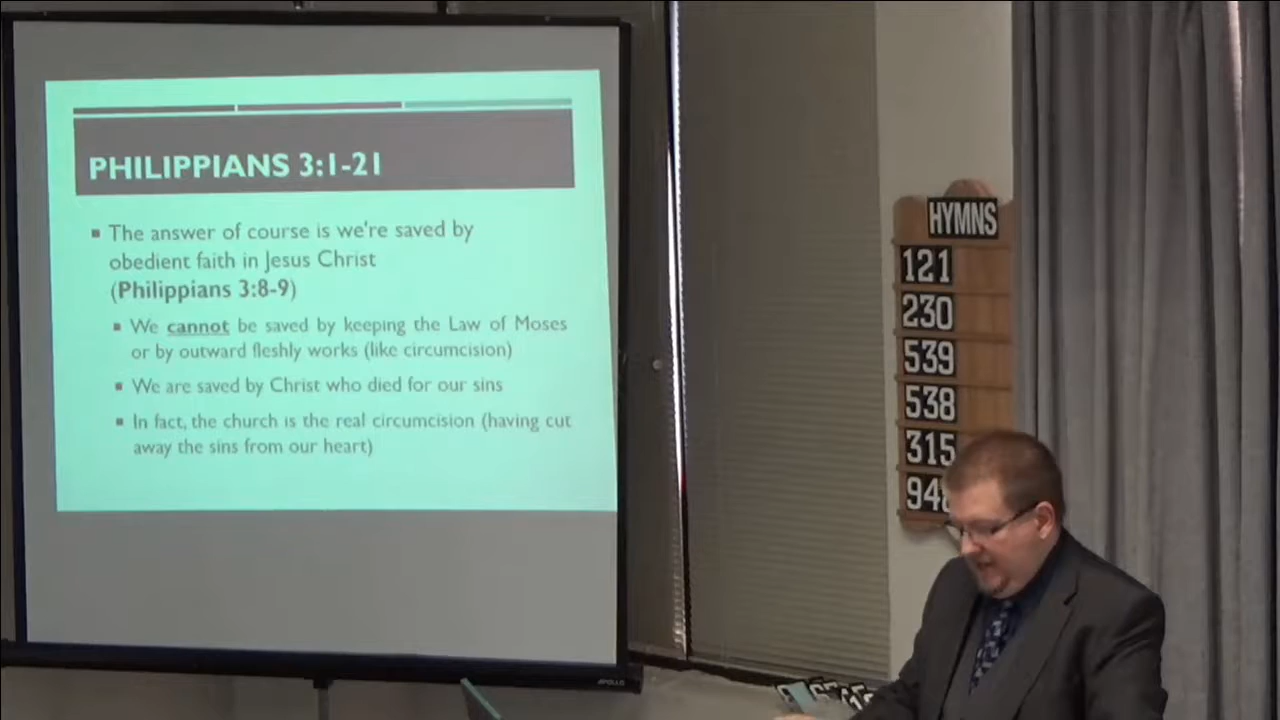 PHILIPPIANS 3:1-21
▪ The answer of course is we're saved by
obedient faith in Jesus Christ
(Philippians 3:8-9)
▪ We cannot be saved by keeping the Law of Moses
or by outward fleshly works (like circumcision)
▪ We are saved by Christ who died for our sins
▪ In fact, the church is the real circumcision (having cut
away the sins from our heart)
APOLLO
HYMNS
121
230
539
538
315